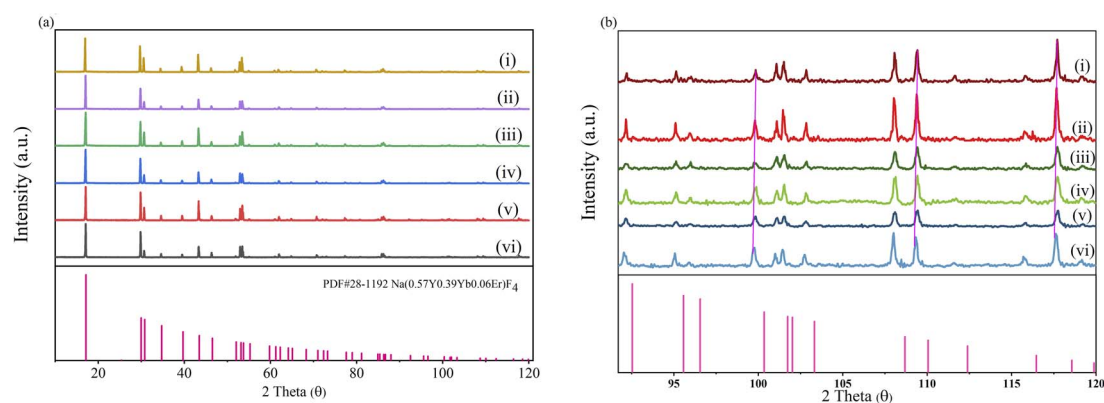 (a)
Intensity (a.u.)
(i)
(ii)
(iii)
(iv)
(v)
(vi)
PDF#28-1192 Na(0.57Y0.39Yb0.06Er)F4
20 40 60 80 100 120
2 Theta (θ)
(b)
Intensity (a.u.)
(i)
(ii)
(iii)
(iv)
(v)
(vi)
95 100 105 110 115 120
2 Theta (θ)